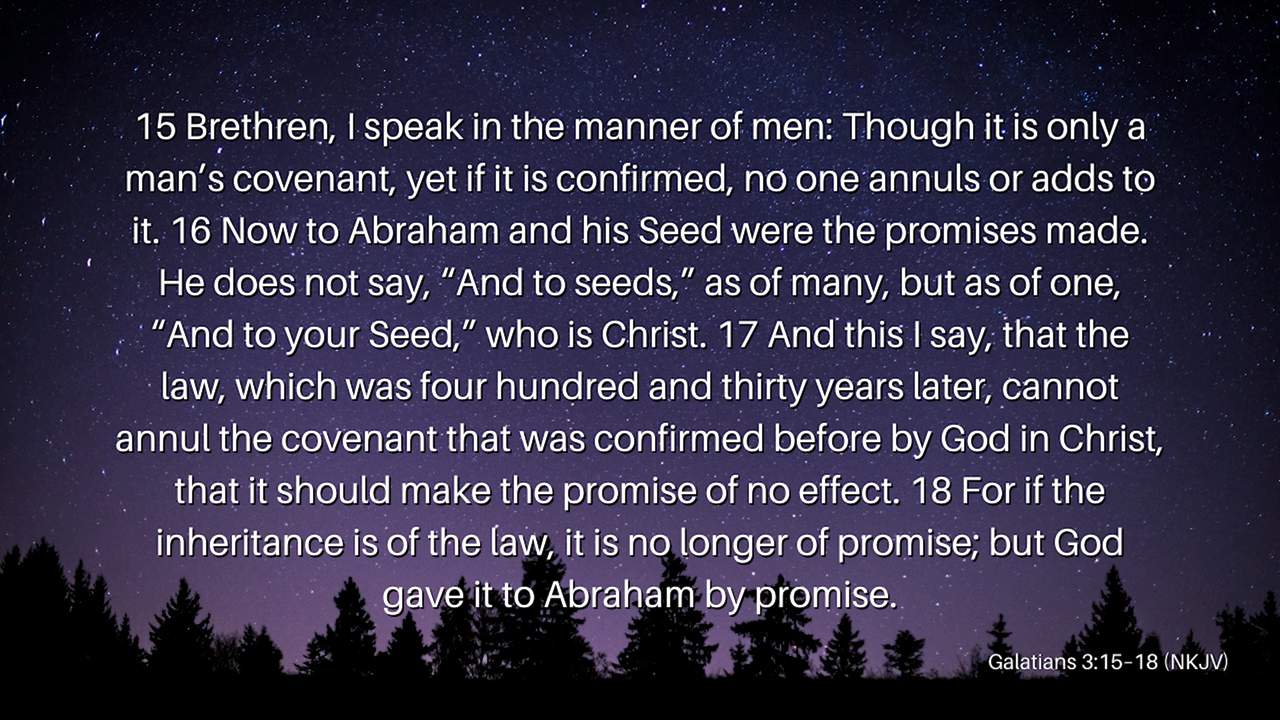 15 Brethren, I speak in the manner of men: Though it is only a
man’s covenant, yet if it is confirmed, no one annuls or adds to
it. 16 Now to Abraham and his Seed were the promises made.
He does not say, “And to seeds,” as of many, but as of one,
“And to your Seed,” who is Christ. 17 And this I say, that the
law, which was four hundred and thirty years later, cannot
annul the covenant that was confirmed before by God in Christ,
that it should make the promise of no effect. 18 For if the
inheritance is of the law, it is no longer of promise; but God
gave it to Abraham by promise.
Galatians 3:15–18 (NKJV)